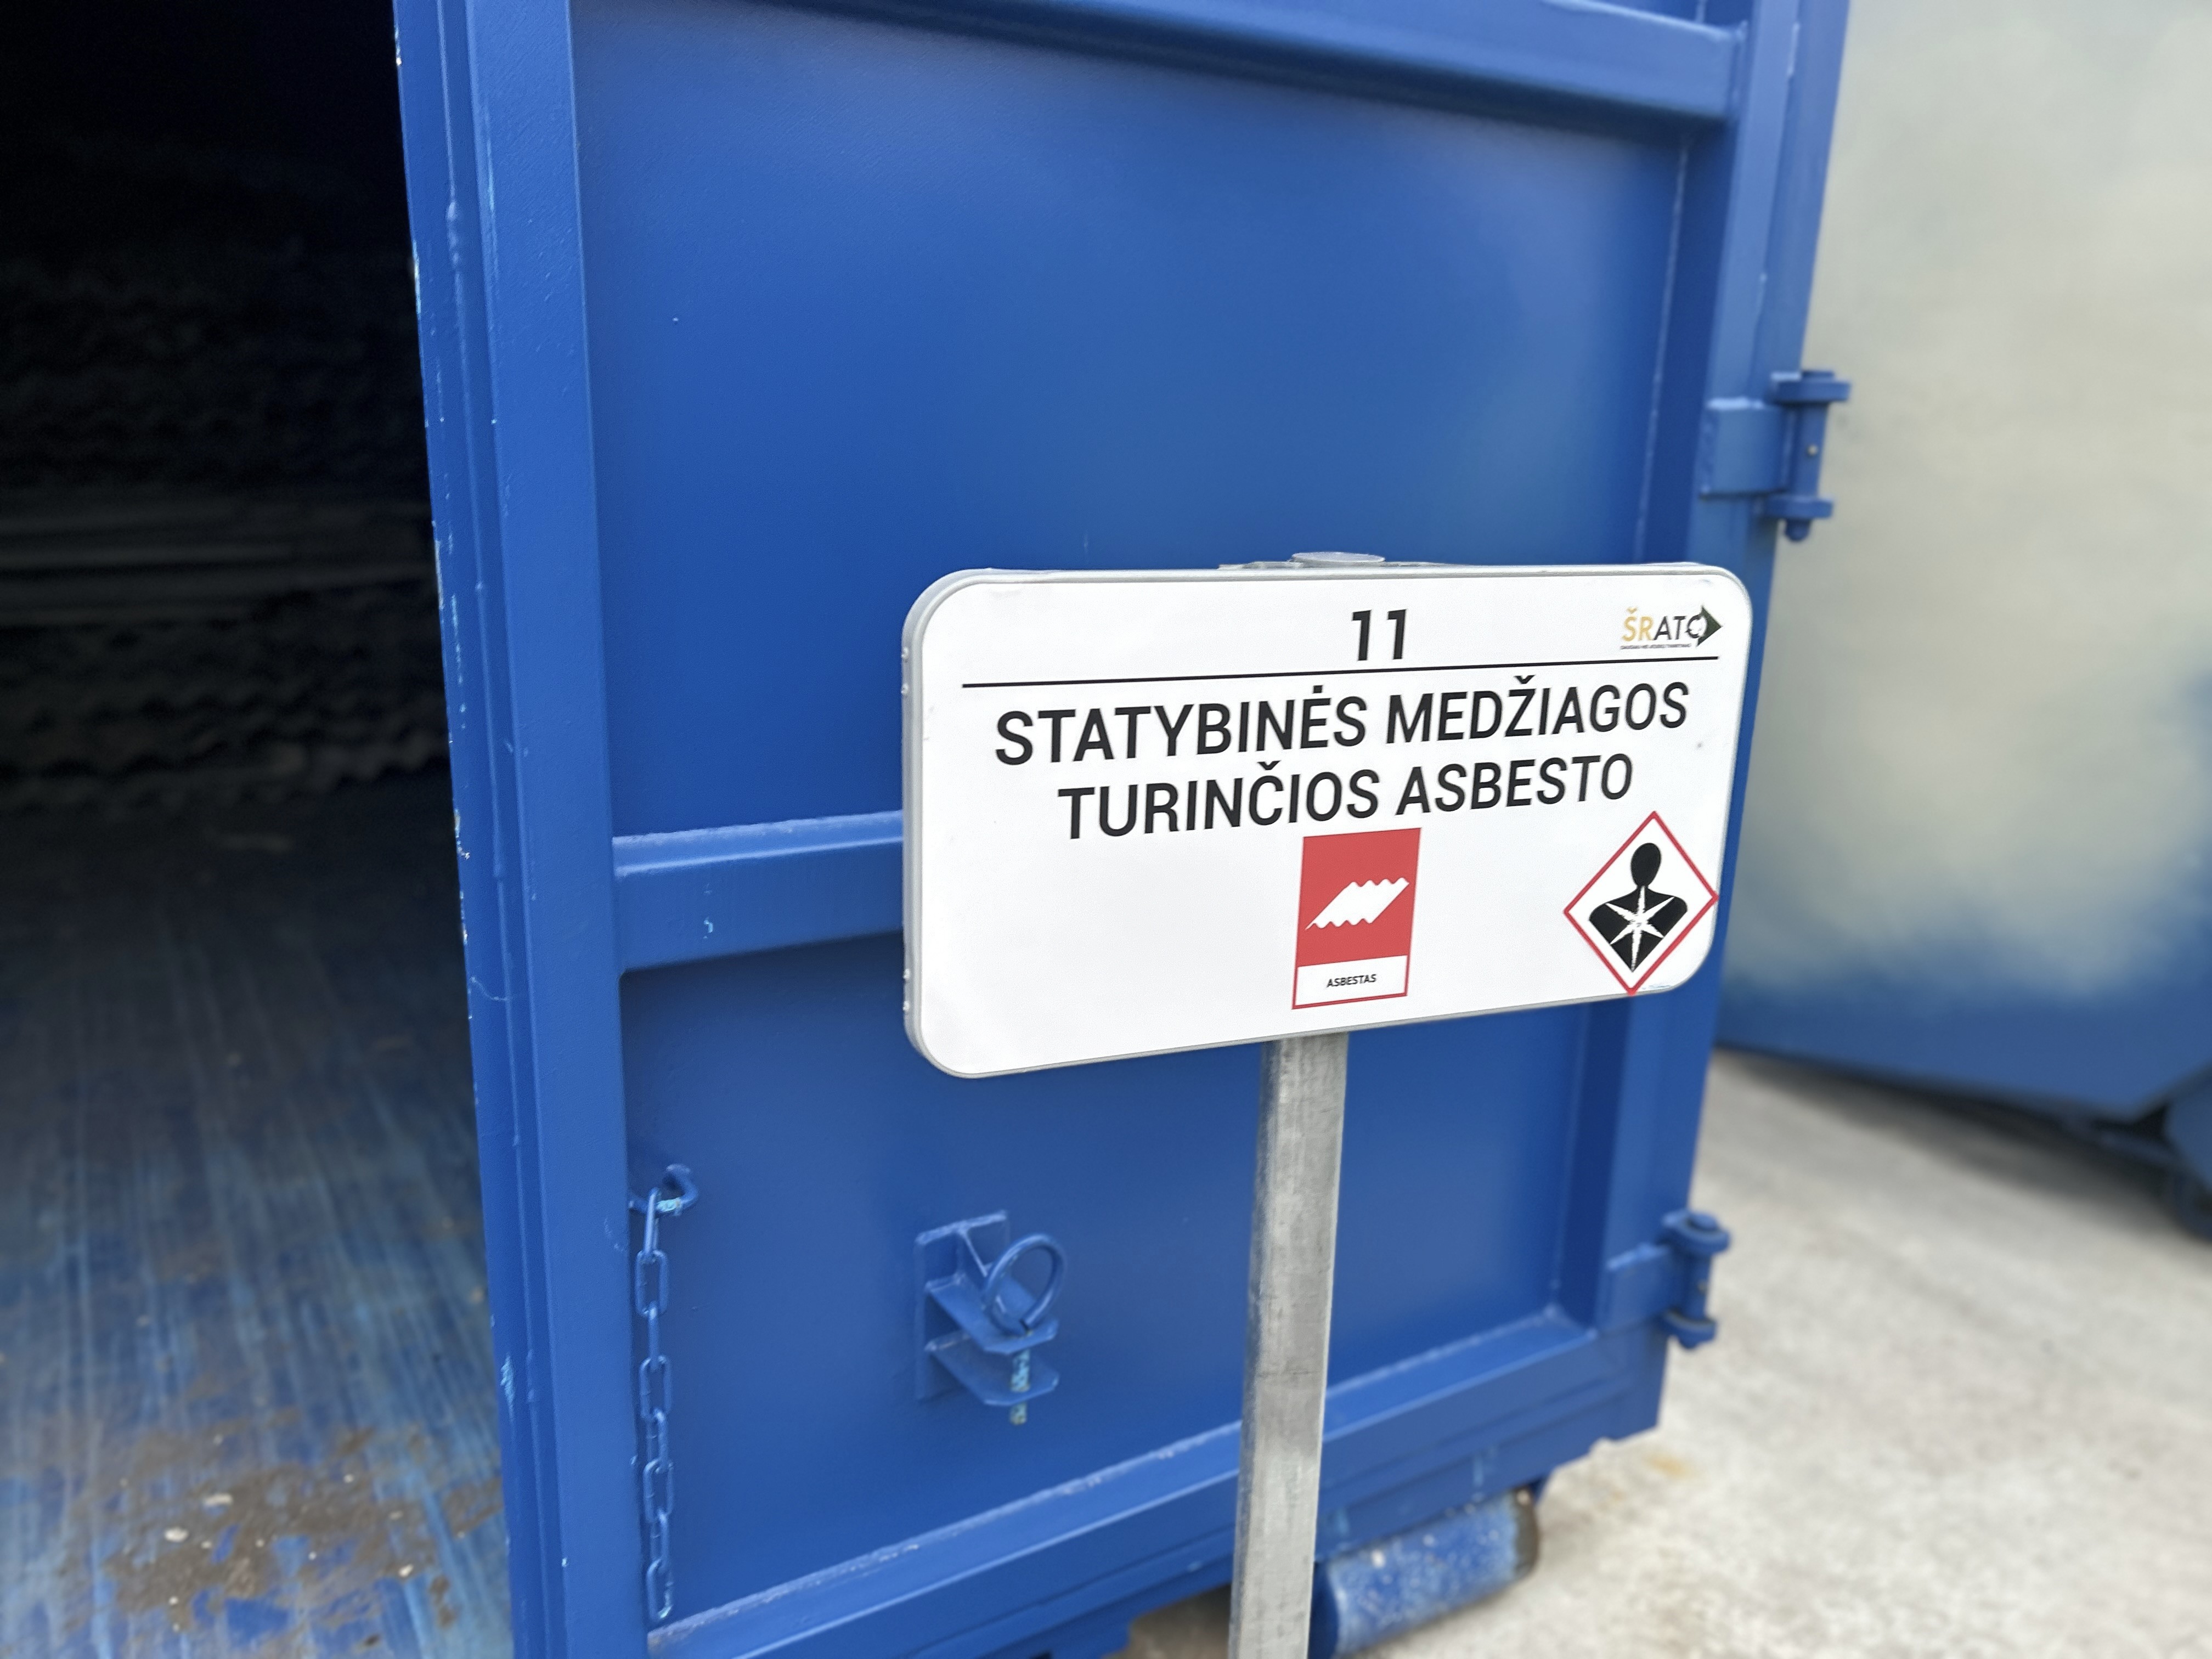 11
ŠRATC
STATYBINĖS MEDŽIAGOS
TURINČIOS ASBESTO
ASBESTAS